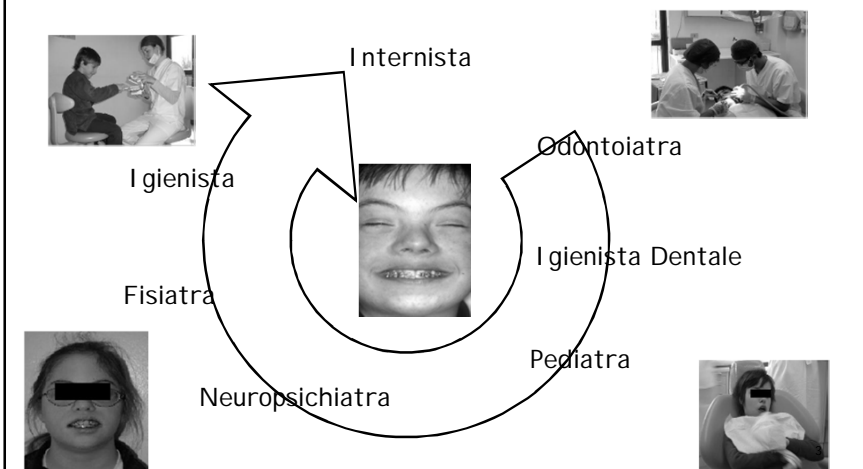 Internista
Odontoiatra
Igienista
Igienista Dentale
Fisiatra
Pediatra
Neuropsichiatra